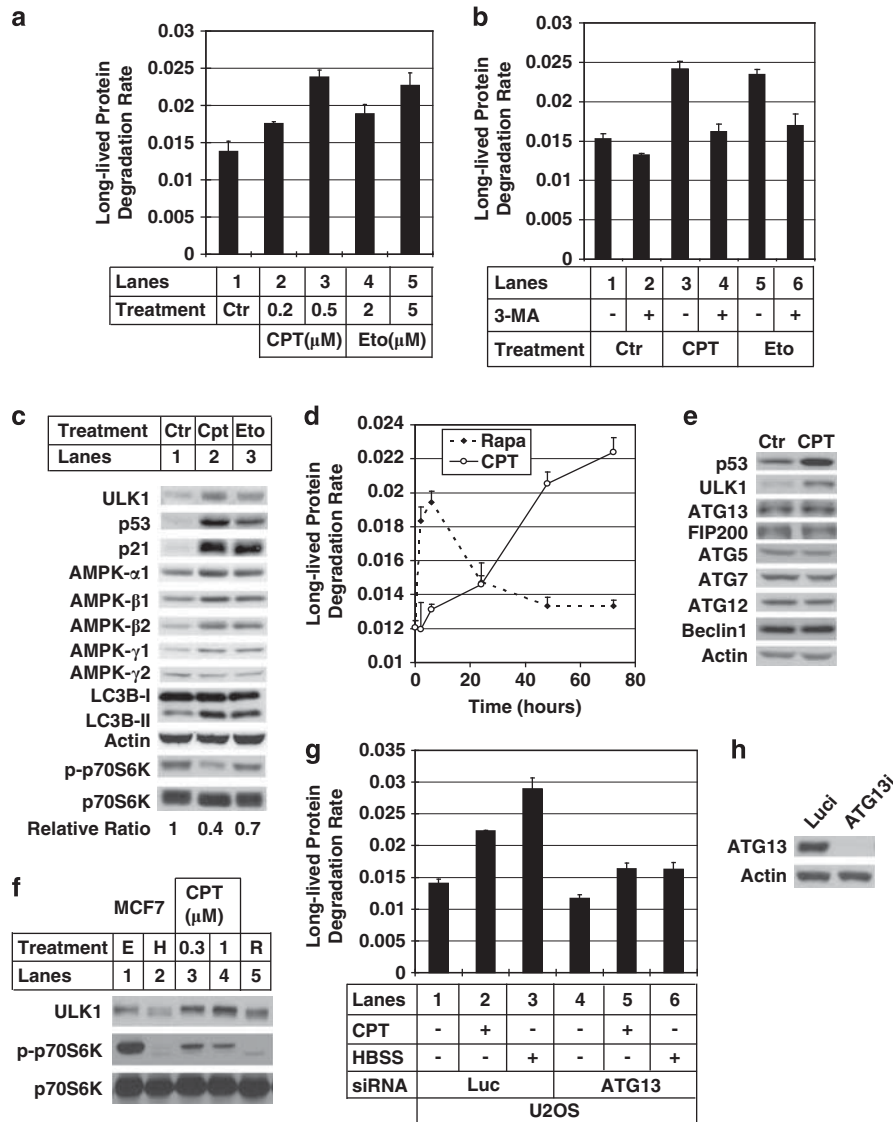 a
Long-lived Protein
Degradation Rate
0.03
0.025
0.02
0.015
0.01
0.005
0
Lanes 1 2 3 4 5
Treatment Ctr 0.2 0.5 2 5
CPT(μM) Eto(μM)
b
Long-lived Protein
Degradation Rate
0.03
0.025
0.02
0.015
0.01
0.005
0
Lanes 1 2 3 4 5 6
3-MA - + - + - +
Treatment Ctr CPT Eto
c
Treatment Ctr Cpt Eto
Lanes 1 2 3
ULK1
p53
p21
AMPK-α1
AMPK-β1
AMPK-β2
AMPK-γ1
AMPK-γ2
LC3B-I
LC3B-II
Actin
p-p70S6K
p70S6K
Relative Ratio 1 0.4 0.7
d
Long-lived Protein
Degradation Rate
0.024
0.022
0.02
0.018
0.016
0.014
0.012
0.01
Rapa
CPT
0 20 40 60 80
Time (hours)
e
Ctr CPT
p53
ULK1
ATG13
FIP200
ATG5
ATG7
ATG12
Beclin1
Actin
f
MCF7 CPT
(μM)
Treatment E H 0.3 1 R
Lanes 1 2 3 4 5
ULK1
p-p70S6K
p70S6K
g
Long-lived Protein
Degradation Rate
0.035
0.03
0.025
0.02
0.015
0.01
0.005
0
Lanes 1 2 3 4 5 6
CPT - + - - + -
HBSS - - + - - +
siRNA Luc ATG13
U2OS
h
Luci ATG13i
ATG13
Actin